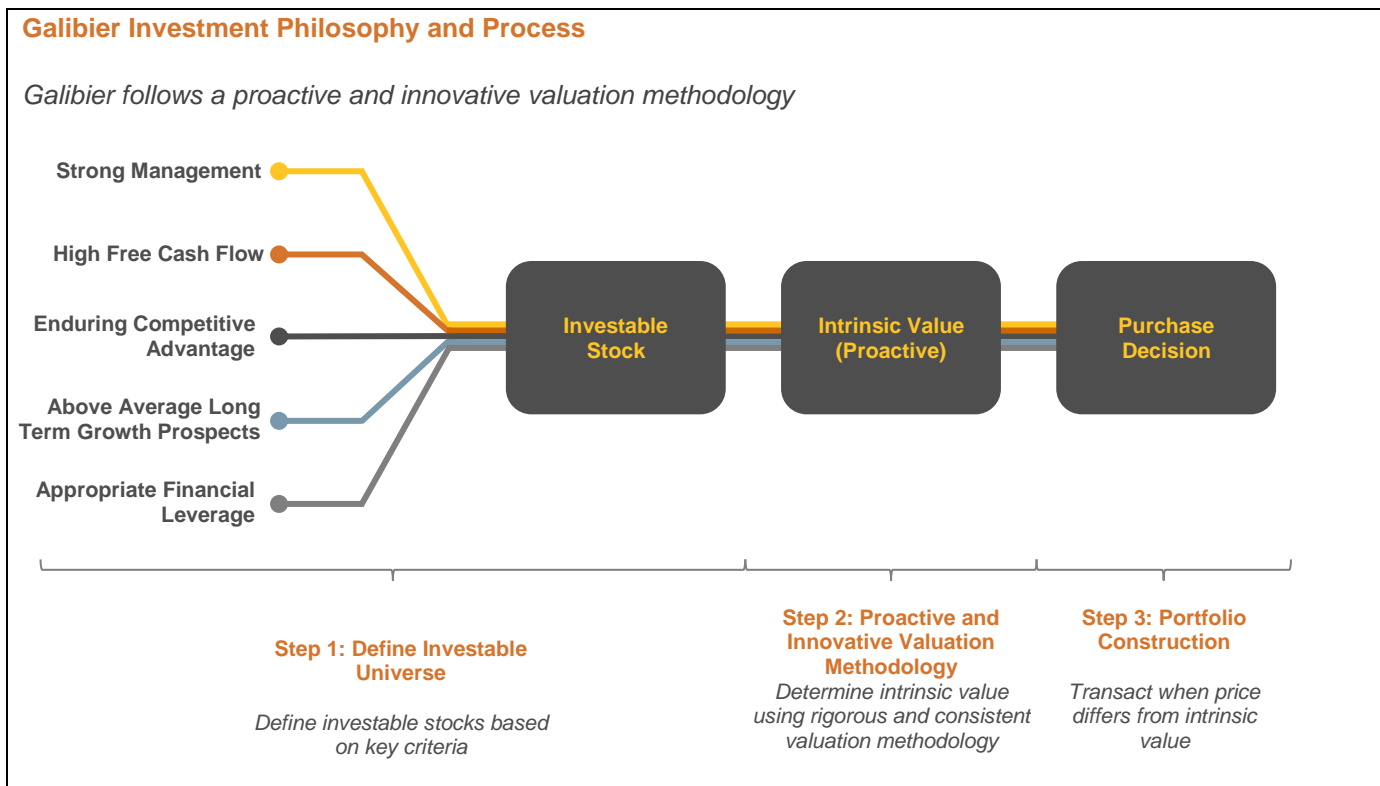 Galibier Investment Philosophy and Process
Galibier follows a proactive and innovative valuation methodology
Strong Management
High Free Cash Flow
Enduring Competitive
Advantage
Above Average Long
Term Growth Prospects
Appropriate Financial
Leverage
Investable
Stock
Intrinsic Value
(Proactive)
Purchase
Decision
Step 1: Define Investable
Universe
Define investable stocks based
on key criteria
Step 2: Proactive and
Innovative Valuation
Methodology
Determine intrinsic value
using rigorous and consistent
valuation methodology
Step 3: Portfolio
Construction
Transact when price
differs from intrinsic
value